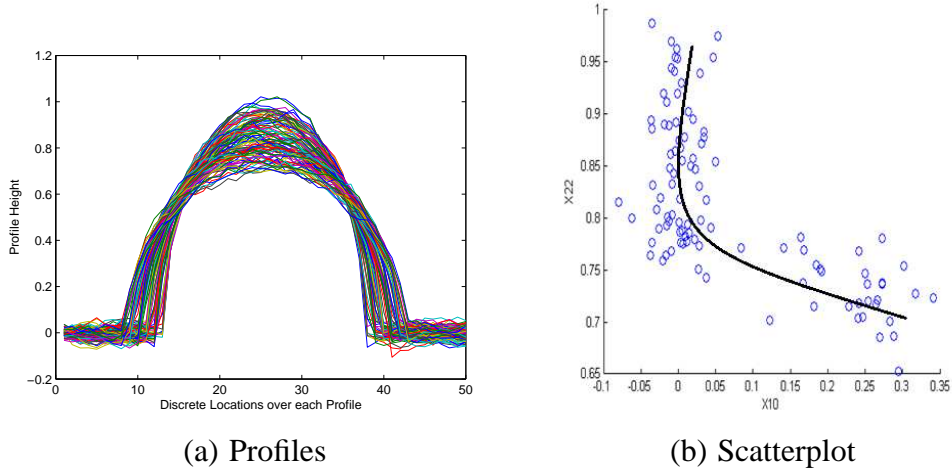 1.2
1
0.8
0.6
0.4
0.2
0
−0.2
Profile Height
0 10 20 30 40 50
Discrete Locations over each Profile
(a) Profiles
1
0.95
0.9
0.85
0.8
0.75
0.7
0.65
X22
-0.1 -0.05 0 0.05 0.1 0.15 0.2 0.25 0.3 0.35
X10
(b) Scatterplot